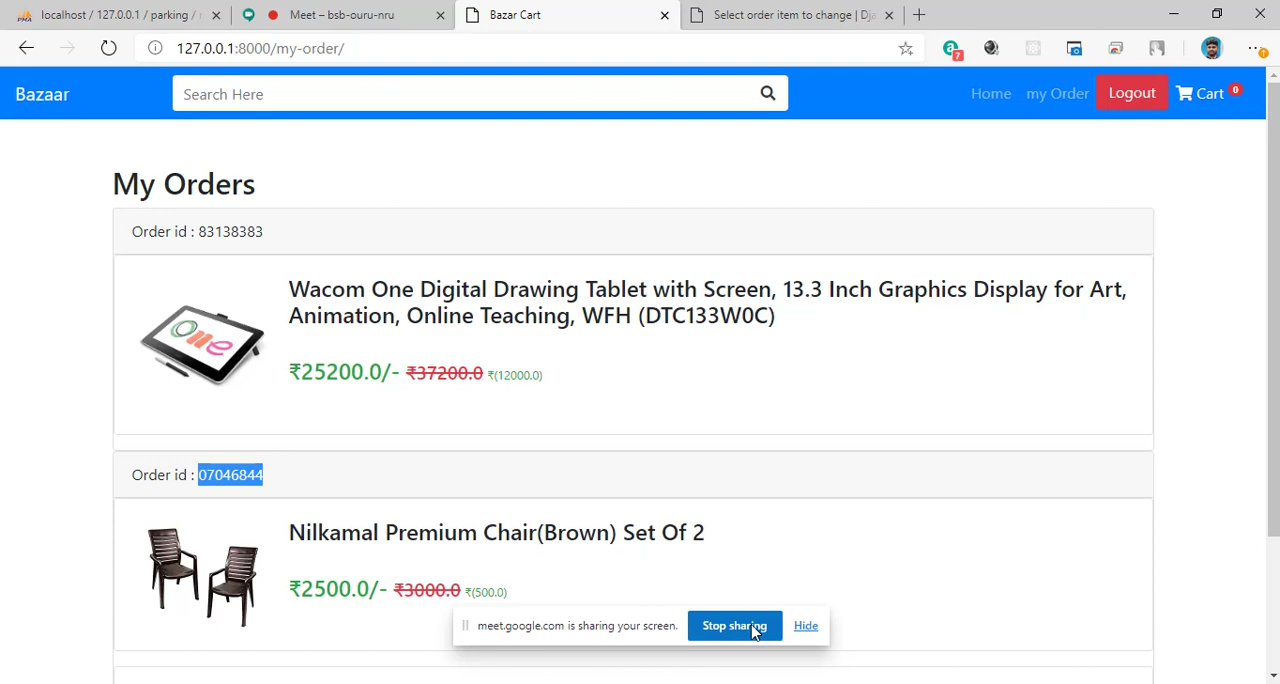 localhost / 127.0.0.1 / parking /
Meet – bsb-ouru-nru
Bazar Cart
Select order item to change | Dja
127.0.0.1:8000/my-order/
7
Bazaar
Search Here
Home
my Order
Logout
Cart
0
My Orders
Order id : 83138383
Wacom One Digital Drawing Tablet with Screen, 13.3 Inch Graphics Display for Art,
Animation, Online Teaching, WFH (DTC133W0C)
one
₹25200.0/- ₹37200.0 ₹(12000.0)
Order id : 07046844
Nilkamal Premium Chair(Brown) Set Of 2
₹2500.0/- ₹3000.0 ₹(500.0)
meet.google.com is sharing your screen.
Stop sharing
Hide